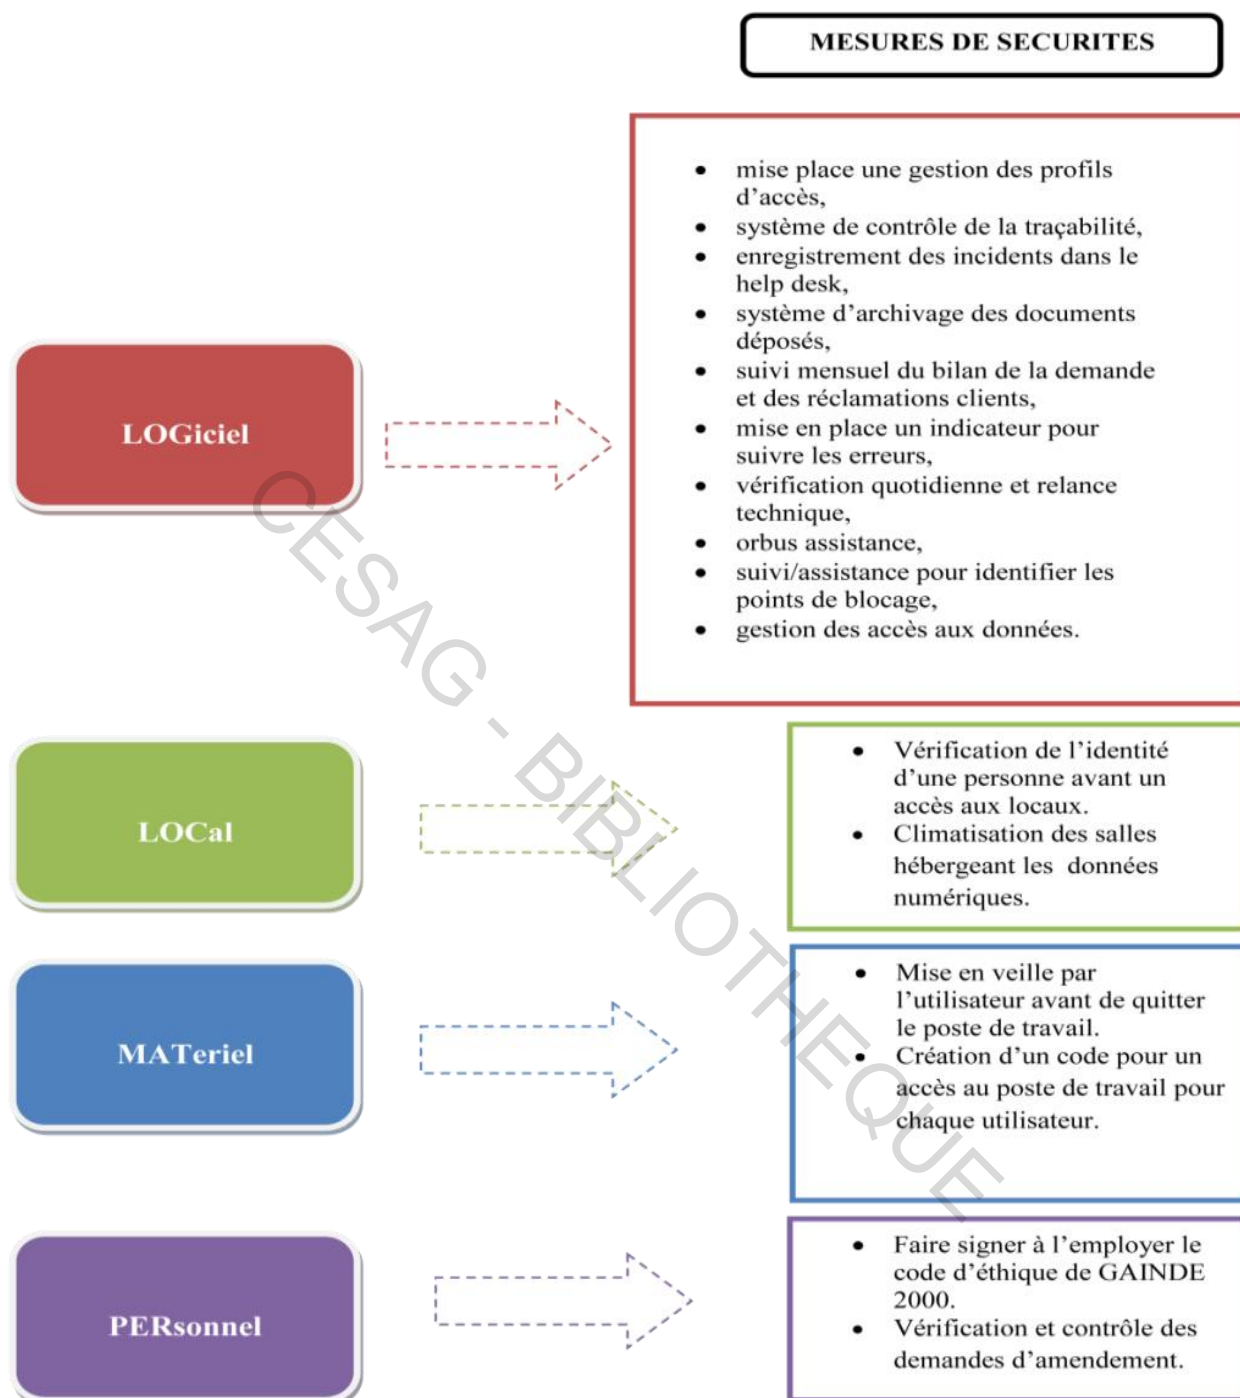 MESURES DE SECURITES
LOGiciel
• mise place une gestion des profils
d’accès,
• système de contrôle de la traçabilité,
• enregistrement des incidents dans le
help desk,
• système d’archivage des documents
déposés,
• suivi mensuel du bilan de la demande
et des réclamations clients,
• mise en place un indicateur pour
suivre les erreurs,
• vérification quotidienne et relance
technique,
• orbus assistance,
• suivi/assistance pour identifier les
points de blocage,
• gestion des accès aux données.
LOCal
• Vérification de l’identité
d’une personne avant un
accès aux locaux.
• Climatisation des salles
hébergeant les données
numériques.
MATeriel
• Mise en veille par
l’utilisateur avant de quitter
le poste de travail.
• Création d’un code pour un
accès au poste de travail pour
chaque utilisateur.
PERsonnel
• Faire signer à l’employer le
code d’éthique de GAINDE
2000.
• Vérification et contrôle des
demandes d’amendement.
CESAG - BIBLIOTHEQUE